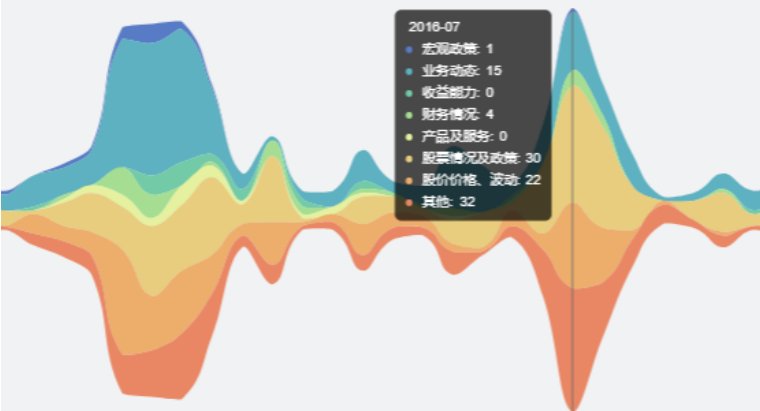 2016-07
宏观政策: 1
业务动态: 15
收益能力: 0
财务情况: 4
产品及服务: 0
股票情况及政策: 30
股价价格、波动: 22
其他: 32